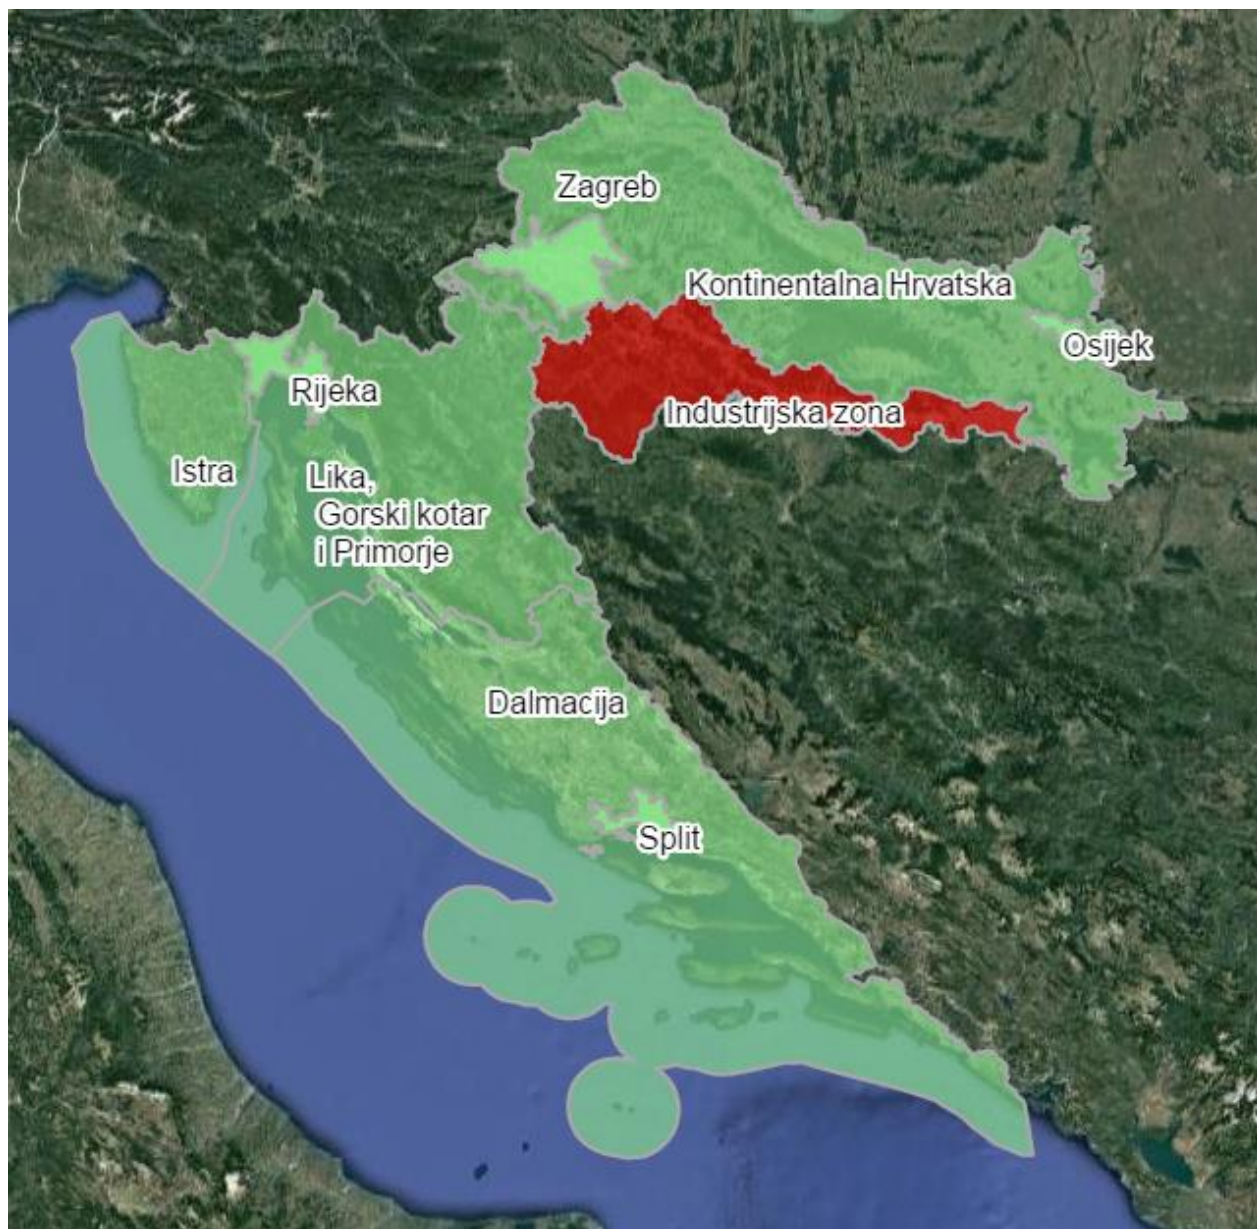 Zagreb
Kontinentalna Hrvatska
Osijek
Rijeka
Industrijska zona
Istra
Lika,
Gorski kotar
i Primorje
Dalmacija
Split